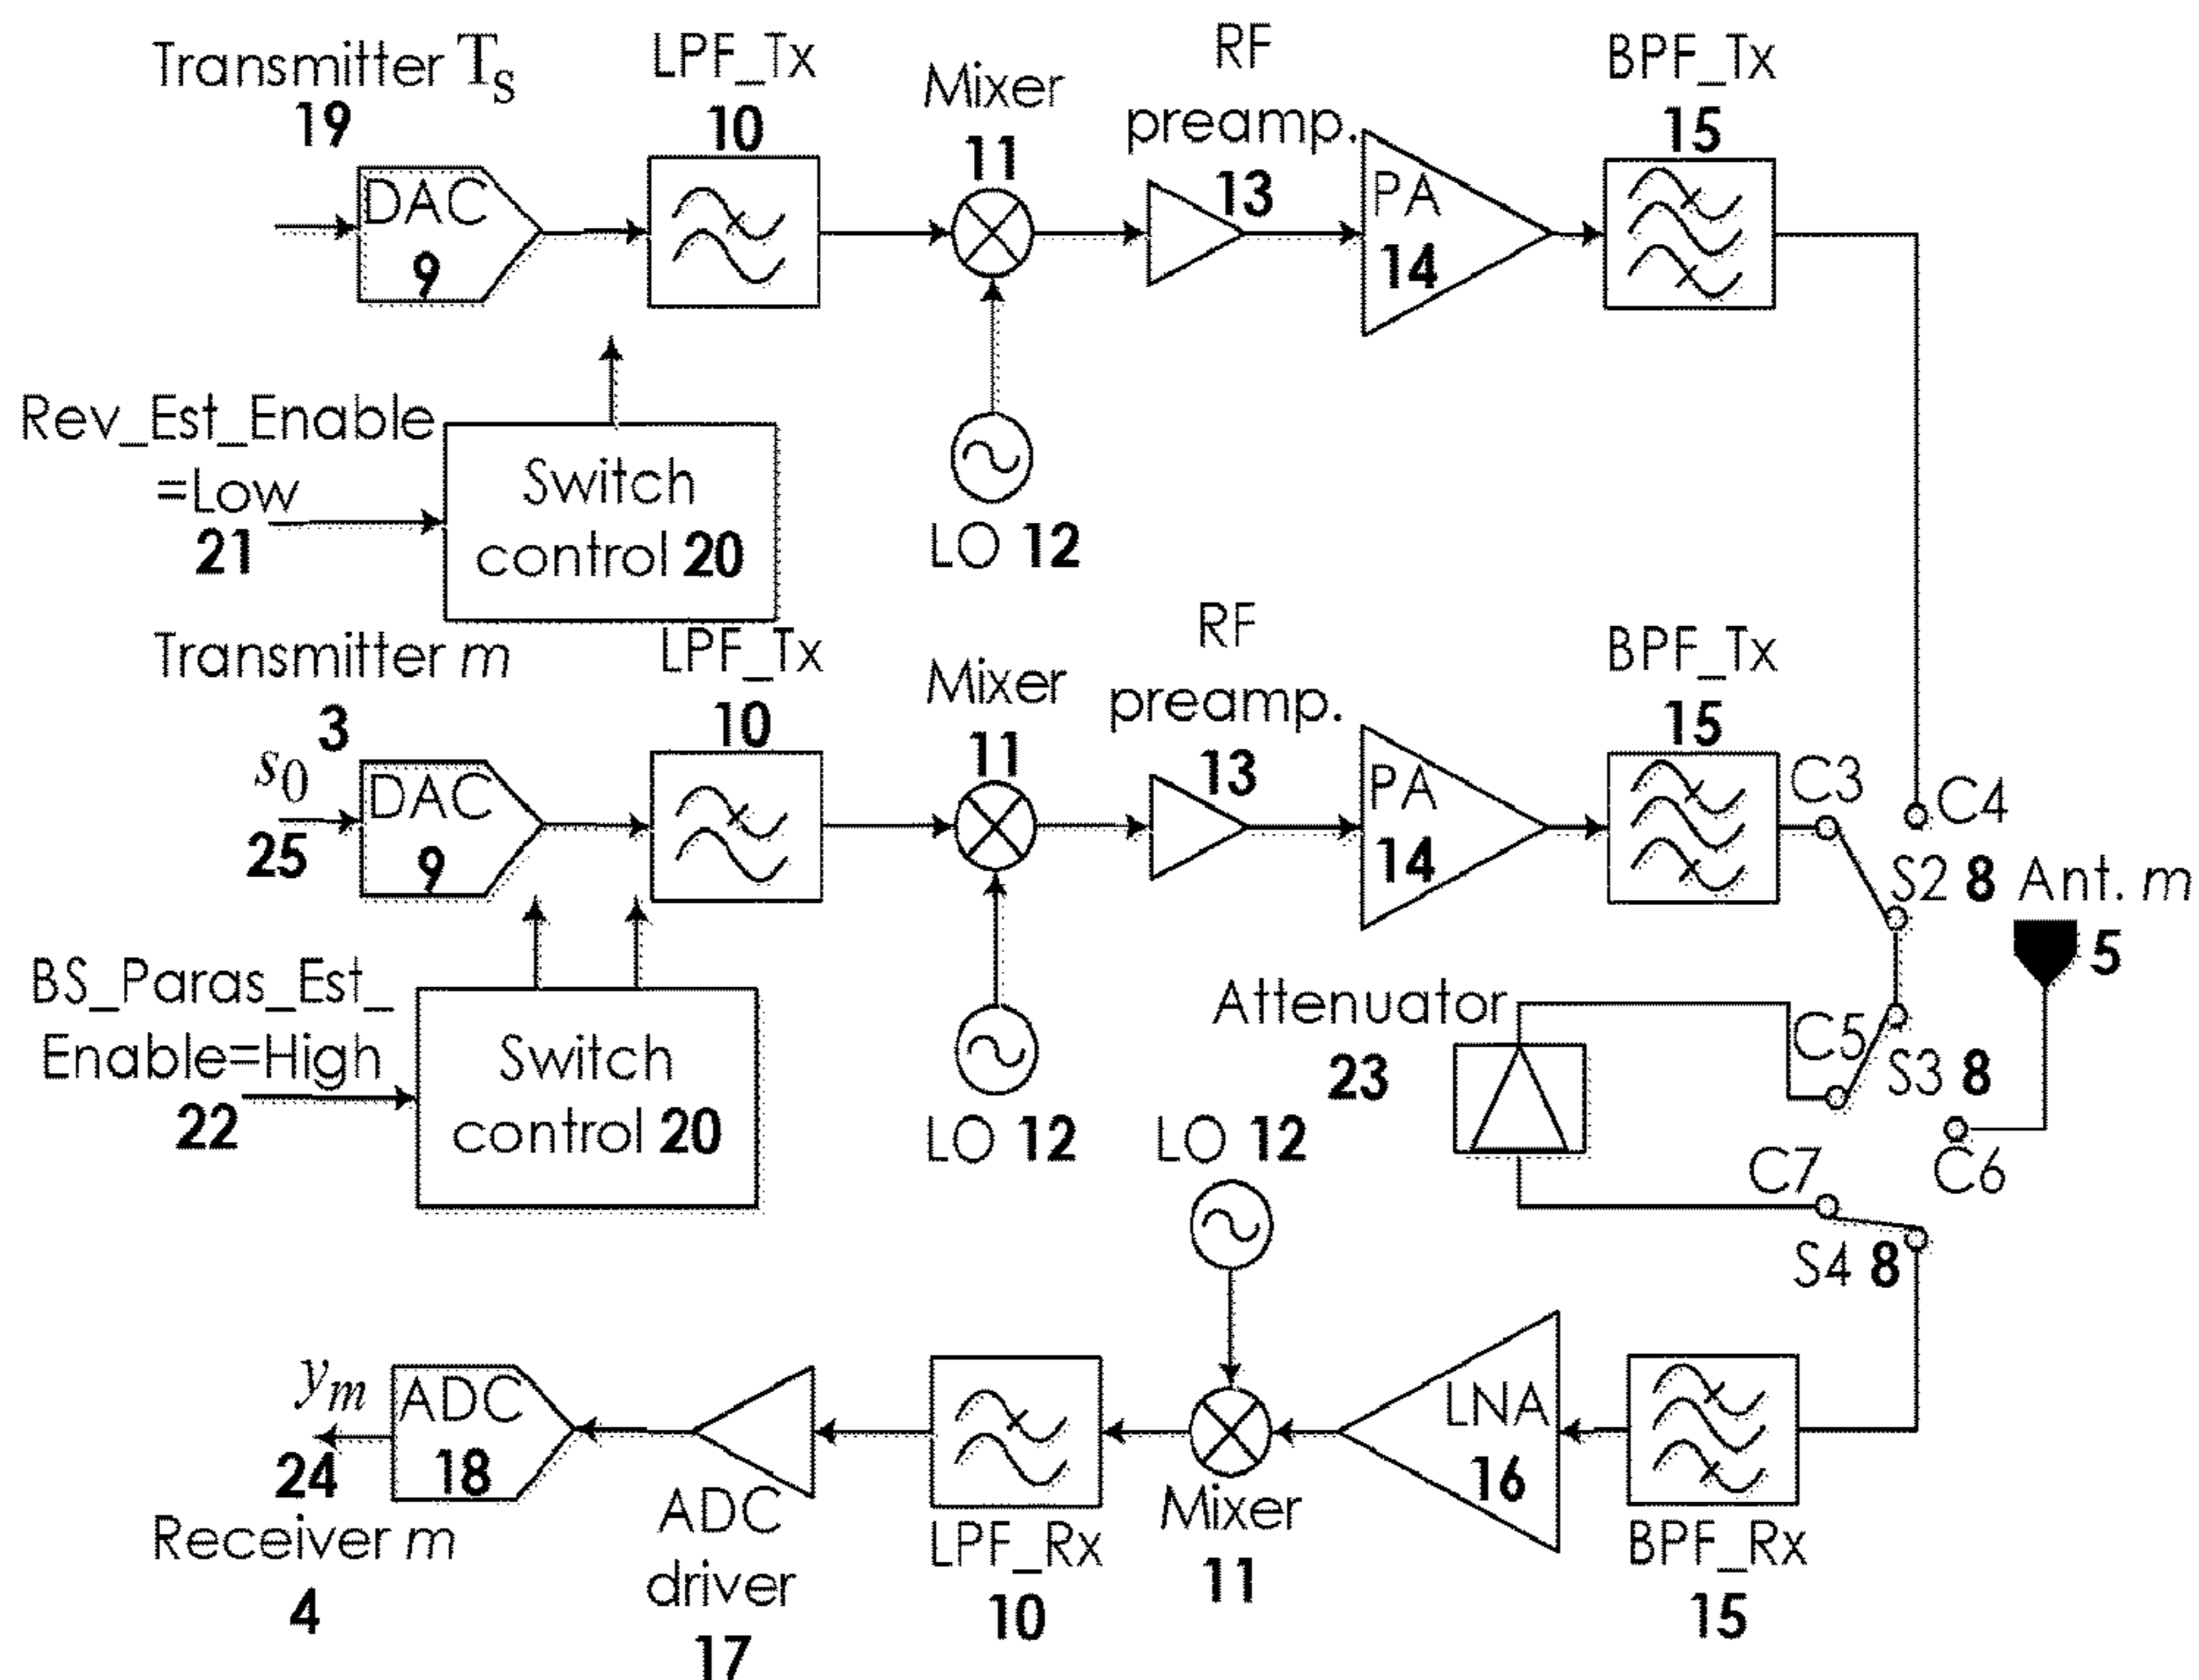 Transmitter Ts
19
LPF_Tx
10
Mixer
11
RF
preamp.
13
BPF_Tx
15
DAC
9
PA
14
Rev_Est_Enable
=Low
21
Switch
control 20
LO 12
Transmitter m
3
LPF_Tx
10
Mixer
11
RF
preamp.
13
BPF_Tx
15
s0
25
DAC
9
PA
14
C3
C4
S2 8
Ant. m
5
BS_Paras_Est_
Enable=High
22
Switch
control 20
LO 12
LO 12
Attenuator
23
C5
S3 8
C6
C7
S4 8
ym
24
Receiver m
4
ADC
18
ADC
driver
17
LPF_Rx
10
Mixer
11
LNA
16
BPF_Rx
15